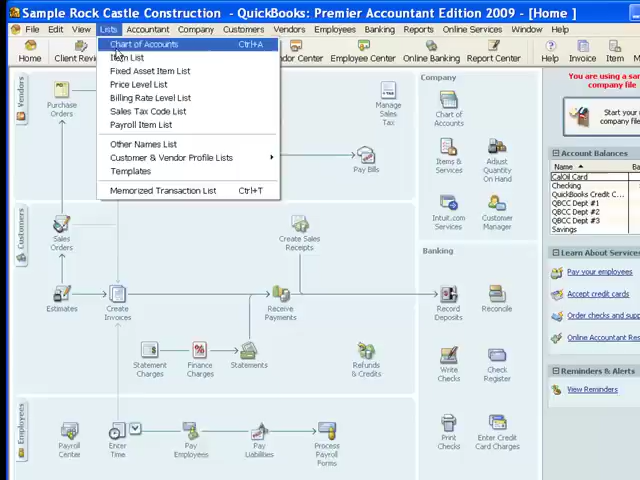 Sample Rock Castle Construction - QuickBooks: Premier Accountant Edition 2009 - [Home ]
File Edit View Lists Accountant Company Customers Vendors Employees Banking Reports Online Services Window Help
Home Client Review Center Employee Center Online Banking Report Center Help Invoice Item
Chart of Accounts Ctrl+A
Item List
Fixed Asset Item List
Price Level List
Billing Rate Level List
Sales Tax Code List
Payroll Item List
Other Names List
Customer & Vendor Profile Lists
Templates
Memorized Transaction List Ctrl+T
Vendors
Purchase
Orders
Manage
Sales
Tax
Pay Bills
Customers
Sales
Orders
Create Sales
Receipts
Estimates
Create
Invoices
Receive
Payments
Statement
Charges
Finance
Charges
Statements
Refunds
& Credits
Employees
Payroll
Center
Enter
Time
Pay
Employees
Pay
Liabilities
Process
Payroll
Forms
Company
Chart of
Accounts
Items &
Services
Adjust
Quantity
On Hand
Intuit.com
Services
Customer
Manager
Banking
Record
Deposits
Reconcile
Write
Checks
Check
Register
Print
Checks
Enter Credit
Card Charges
You are using a sam
company file
Start you
a com
Account Balances
Name Ba
CalOil Card
Checking
QuickBooks Credit C...
QBCC Dept #1
QBCC Dept #2
QBCC Dept #3
Savings
Learn About Services
Pay your employees
Accept credit cards
Order checks and sup
Online Accountant Res
Reminders & Alerts
View Reminders